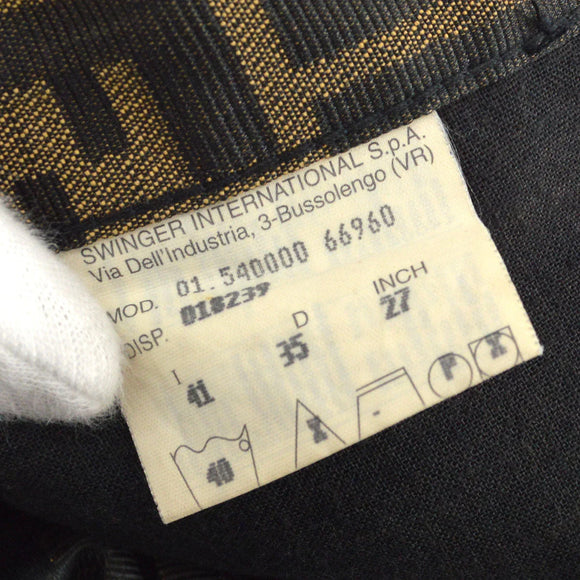 SWINGER INTERNATIONAL S.p.A.
Via Dell'Industria, 3-Bussolengo (VR)
MOD. 01.540000 66960
DISP. 018239
I D INCH
41 35 27
40 X - P X